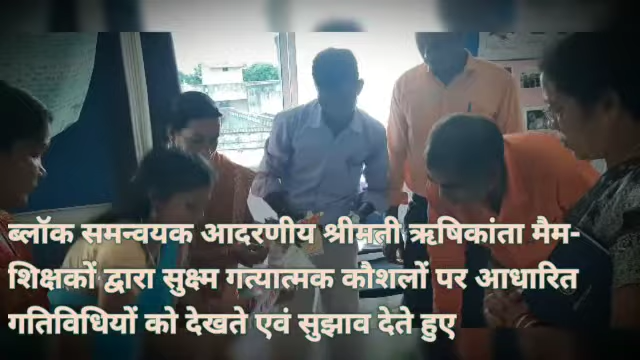 ब्लॉक समन्वयक आदरणीय श्रीमती ऋषिकांता मैम-
शिक्षकों द्वारा सुक्ष्म गत्यात्मक कौशलों पर आधारित
गतिविधियों को देखते एवं सुझाव देते हुए